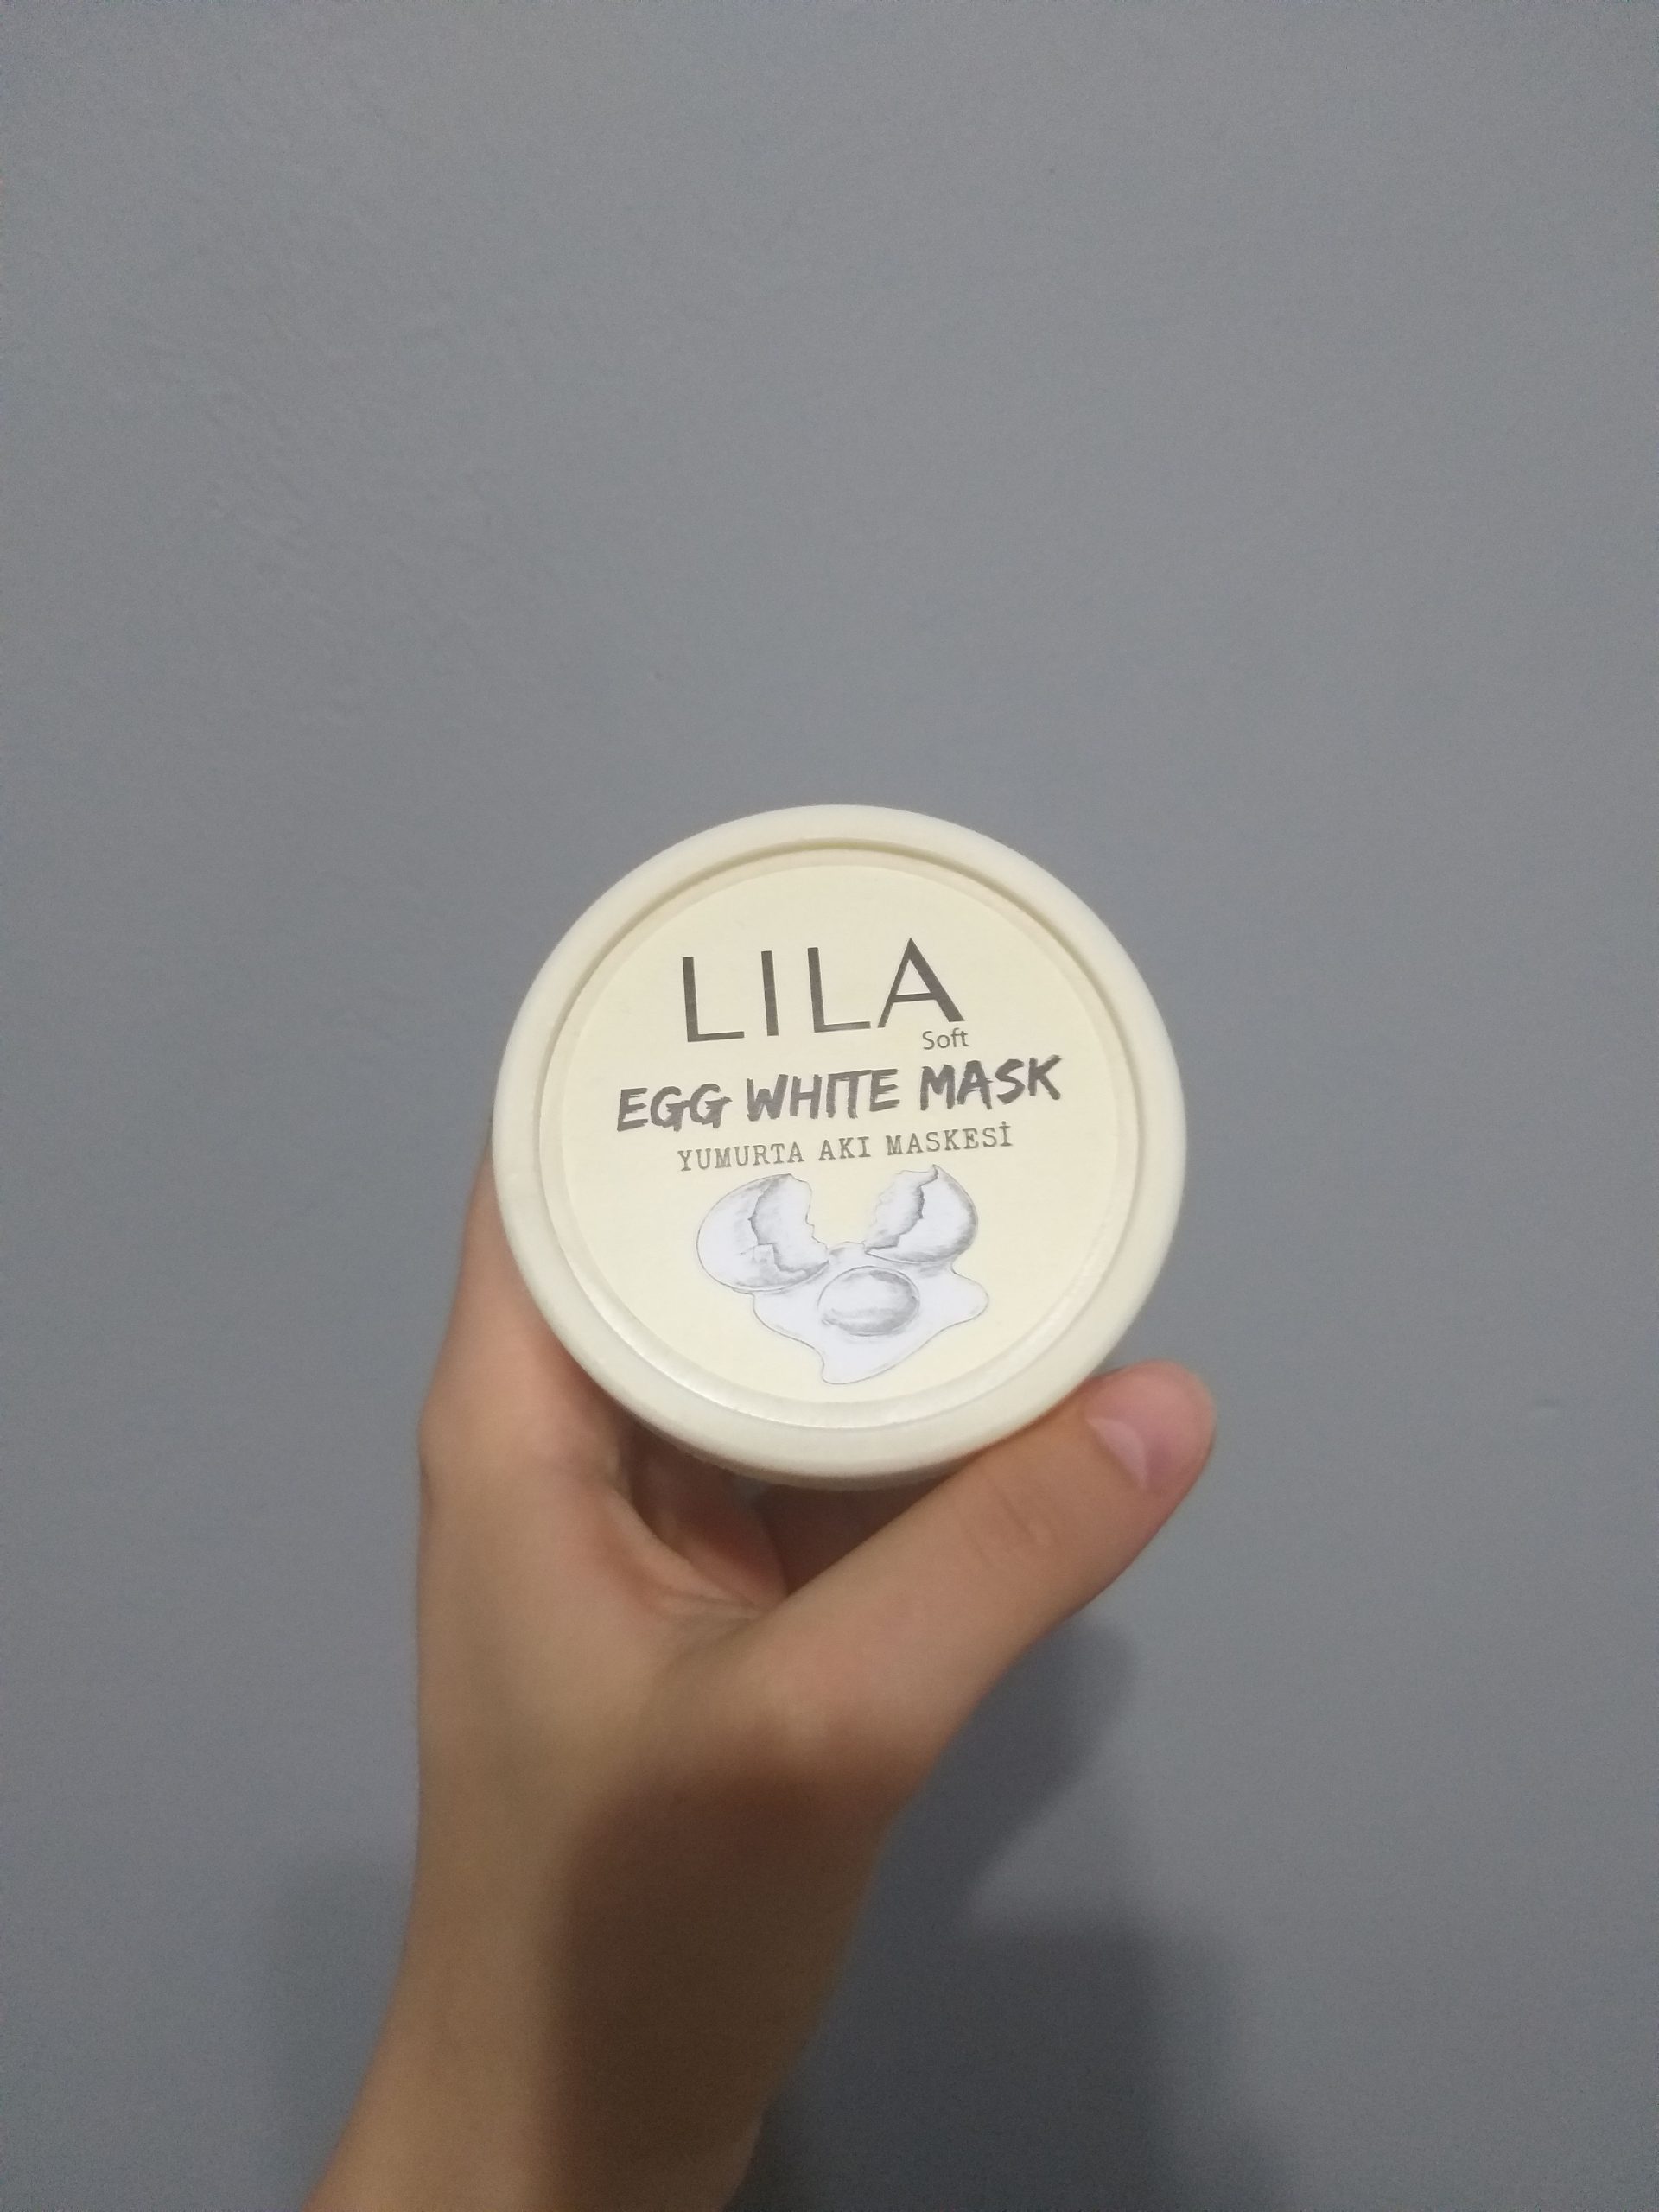 LILA
Soft
EGG WHITE MASK
YUMURTA AKI MASKESİ